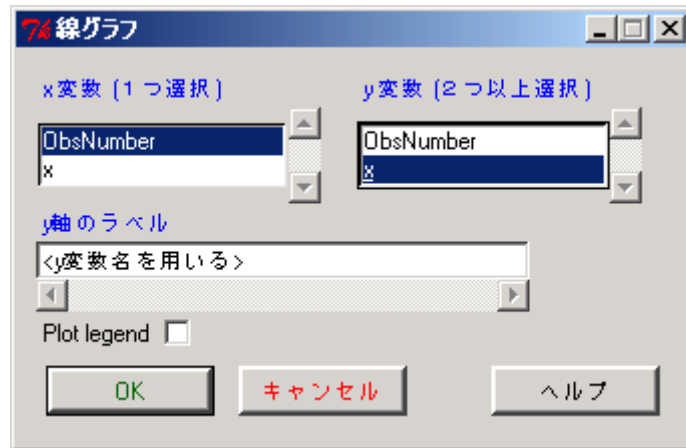 線グラフ
x変数 (1つ選択)
y変数 (2つ以上選択)
ObsNumber
x
ObsNumber
x
y軸のラベル
<y変数名を用いる>
Plot legend
OK
キャンセル
ヘルプ